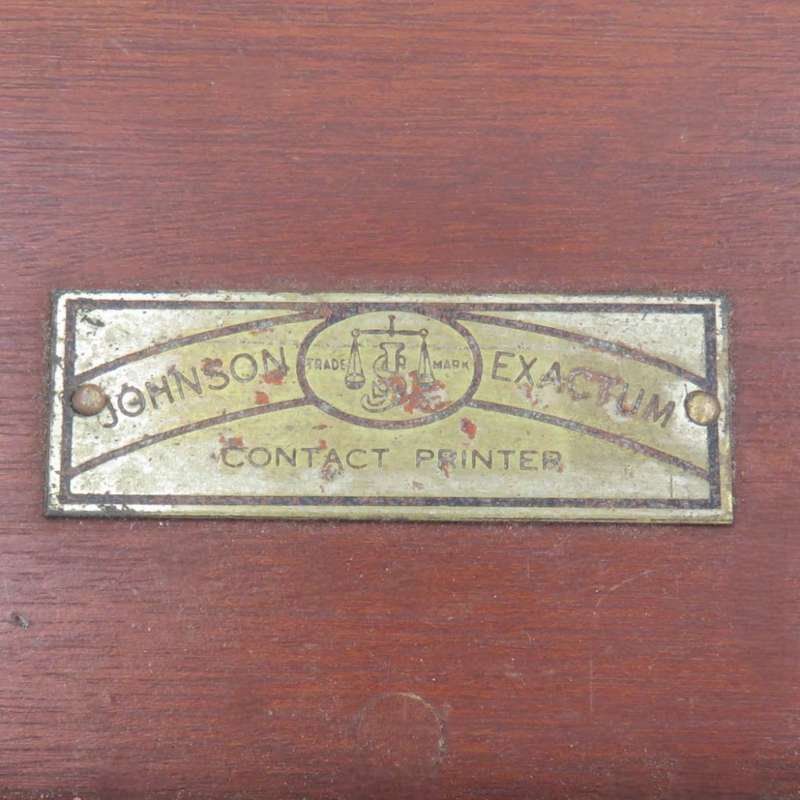 JOHNSON EXACTUM
TRADE MARK
CONTACT PRINTER